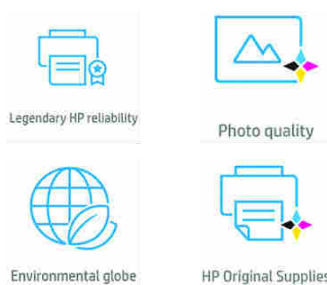 Legendary HP reliability
Photo quality
Environmental globe
HP Original Supplies